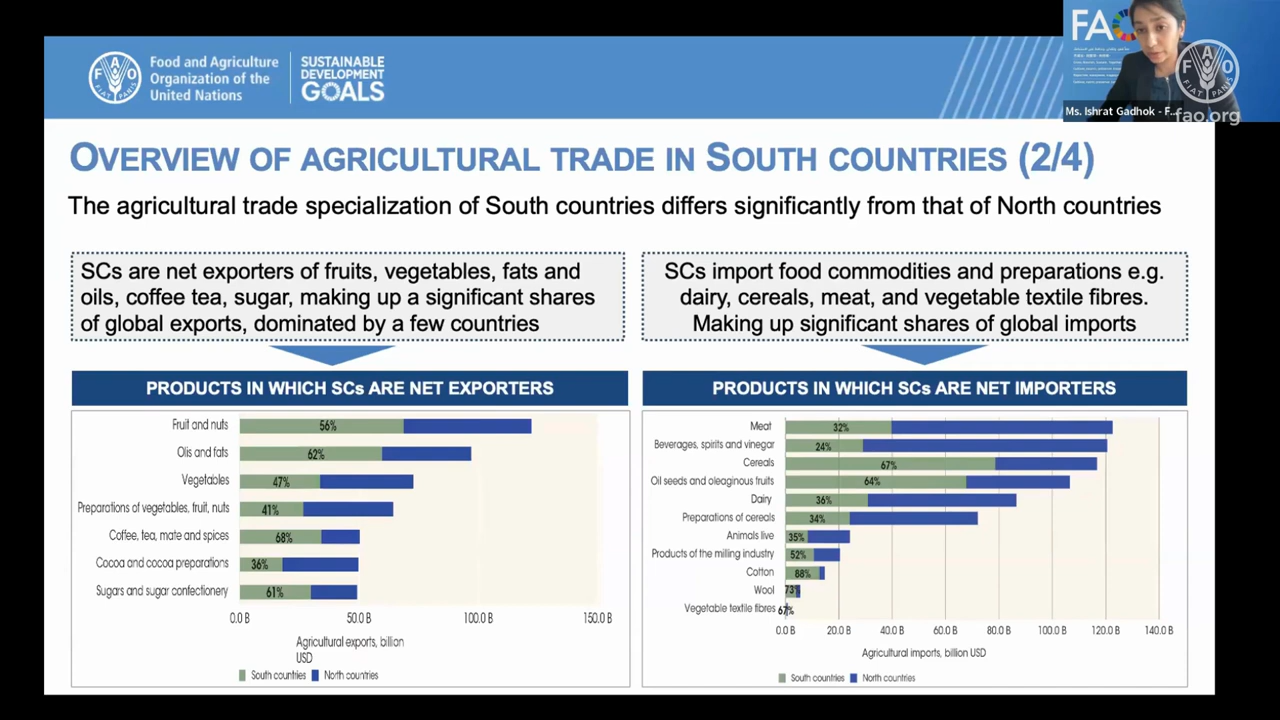 FAO
Ms. Ishrat Gadhok - F...
FAO
FIAT PANIS
fao.org
FAO
FIAT PANIS
Food and Agriculture
Organization of the
United Nations
SUSTAINABLE
DEVELOPMENT
GOALS
OVERVIEW OF AGRICULTURAL TRADE IN SOUTH COUNTRIES (2/4)
The agricultural trade specialization of South countries differs significantly from that of North countries
SCs are net exporters of fruits, vegetables, fats and
oils, coffee tea, sugar, making up a significant shares
of global exports, dominated by a few countries
SCs import food commodities and preparations e.g.
dairy, cereals, meat, and vegetable textile fibres.
Making up significant shares of global imports
PRODUCTS IN WHICH SCs ARE NET EXPORTERS
Fruit and nuts 56%
Olis and fats 62%
Vegetables 47%
Preparations of vegetables, fruit, nuts 41%
Coffee, tea, mate and spices 68%
Cocoa and cocoa preparations 36%
Sugars and sugar confectionery 61%
0.0 B 500.0 B 100.0 B 150.0 B
Agricultural exports, billion
USD
South countries North countries
PRODUCTS IN WHICH SCs ARE NET IMPORTERS
Meat 32%
Beverages, spirits and vinegar 24%
Cereals 67%
Oil seeds and oleaginous fruits 64%
Dairy 36%
Preparations of cereals 34%
Animals live 35%
Products of the milling industry 52%
Cotton 88%
Wool 73%
Vegetable textile fibres 67%
0.0 B 20.0 B 40.0 B 60.0 B 80.0 B 100.0 B 120.0 B 140.0 B
Agricultural imports, billion USD
South countries North countries